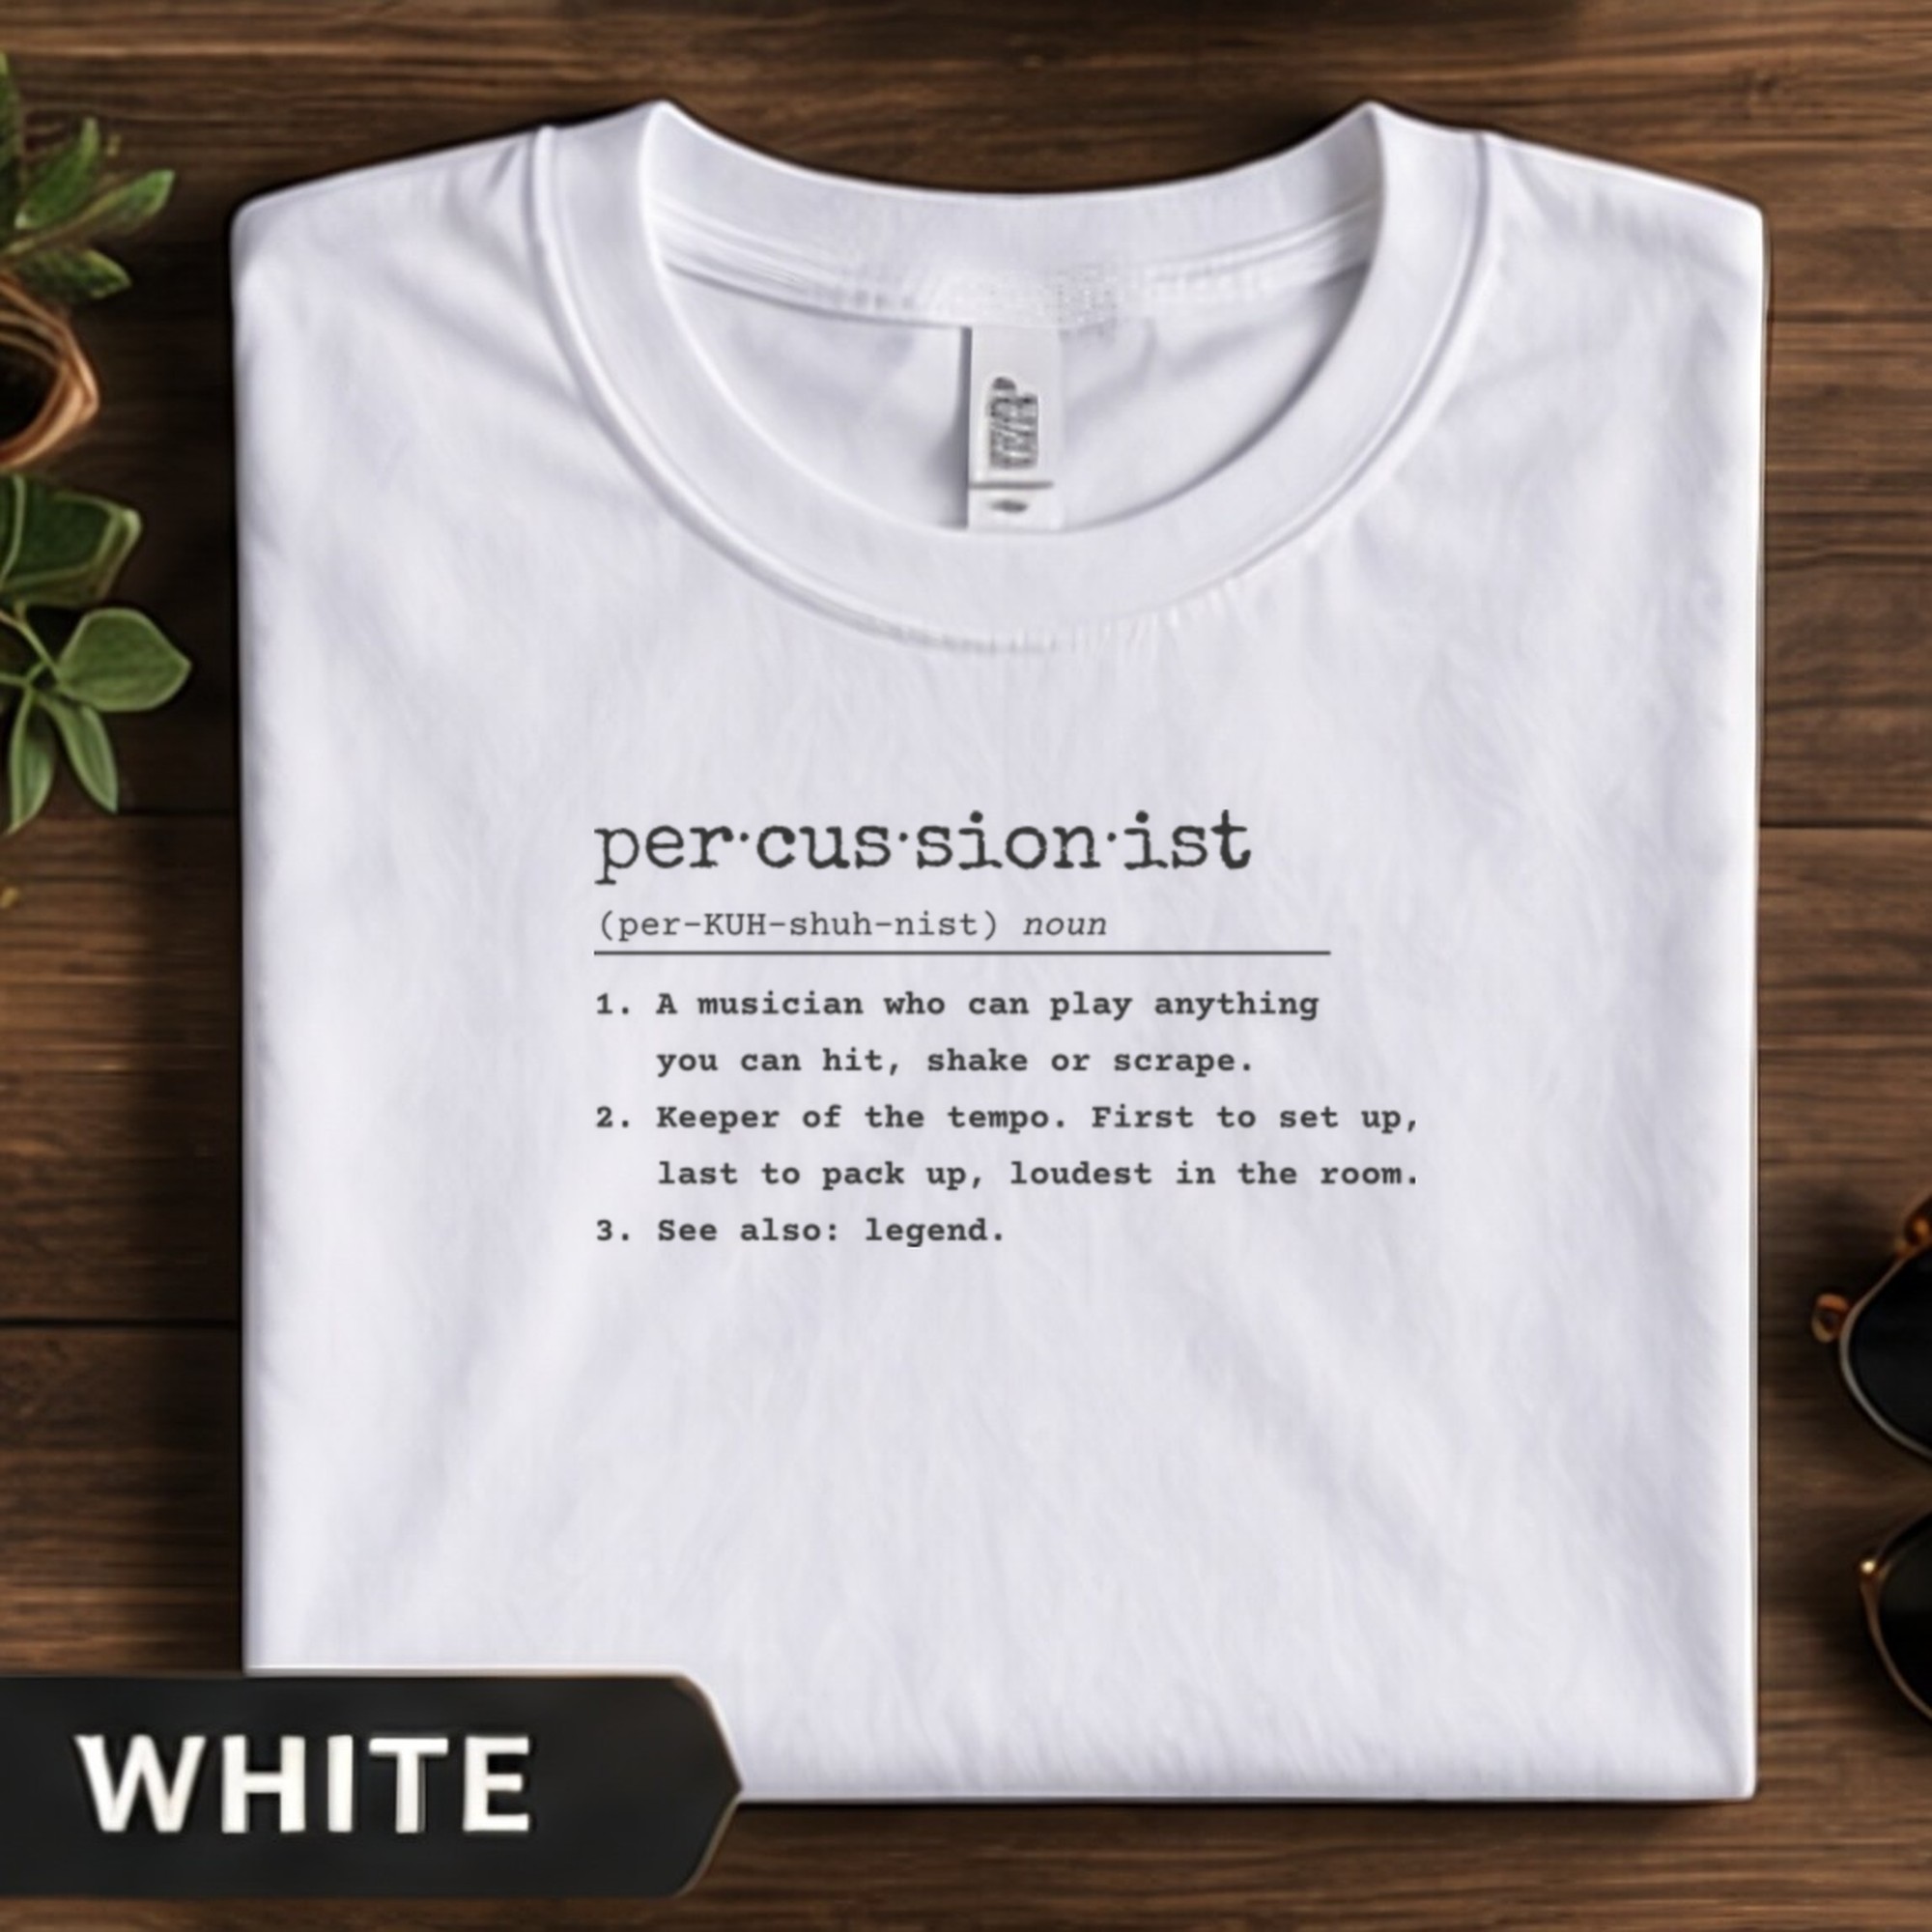 per·cus·sion·ist
(per-KUH-shuh-nist) noun
1. A musician who can play anything
you can hit, shake or scrape.
2. Keeper of the tempo. First to set up,
last to pack up, loudest in the room.
3. See also: legend.
WHITE